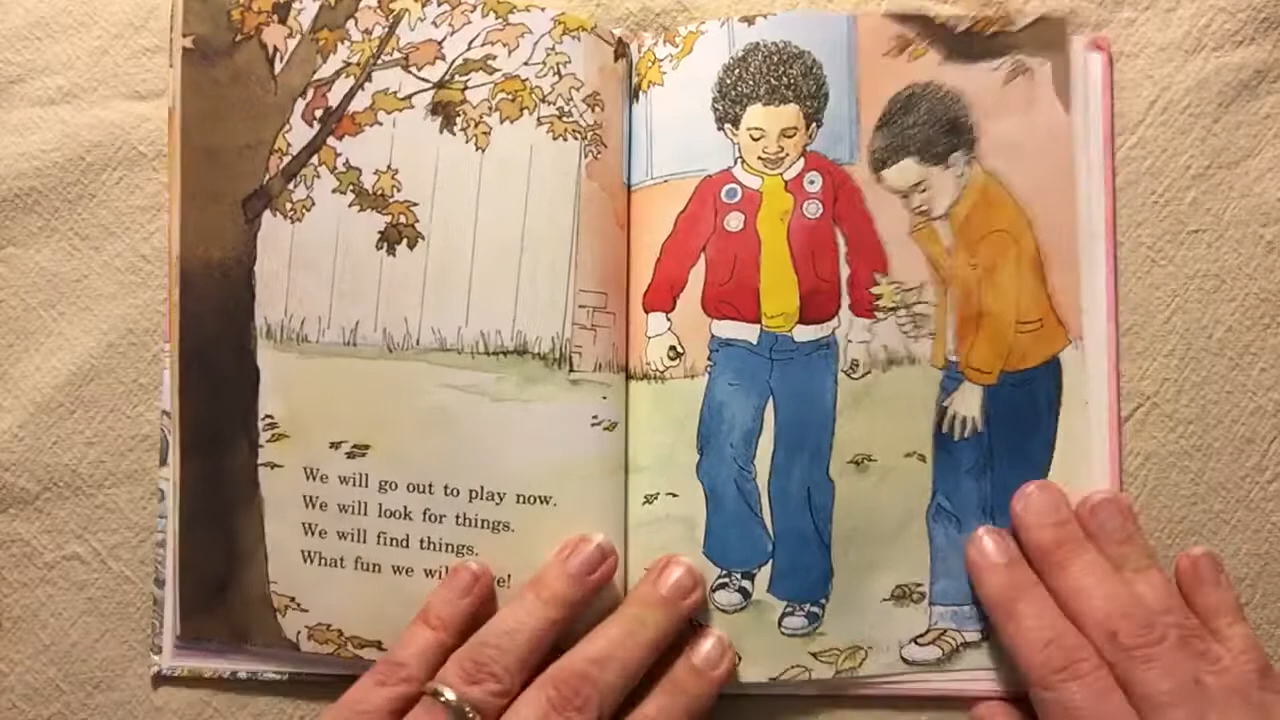 We will go out to play now.
We will look for things.
We will find things.
What fun we